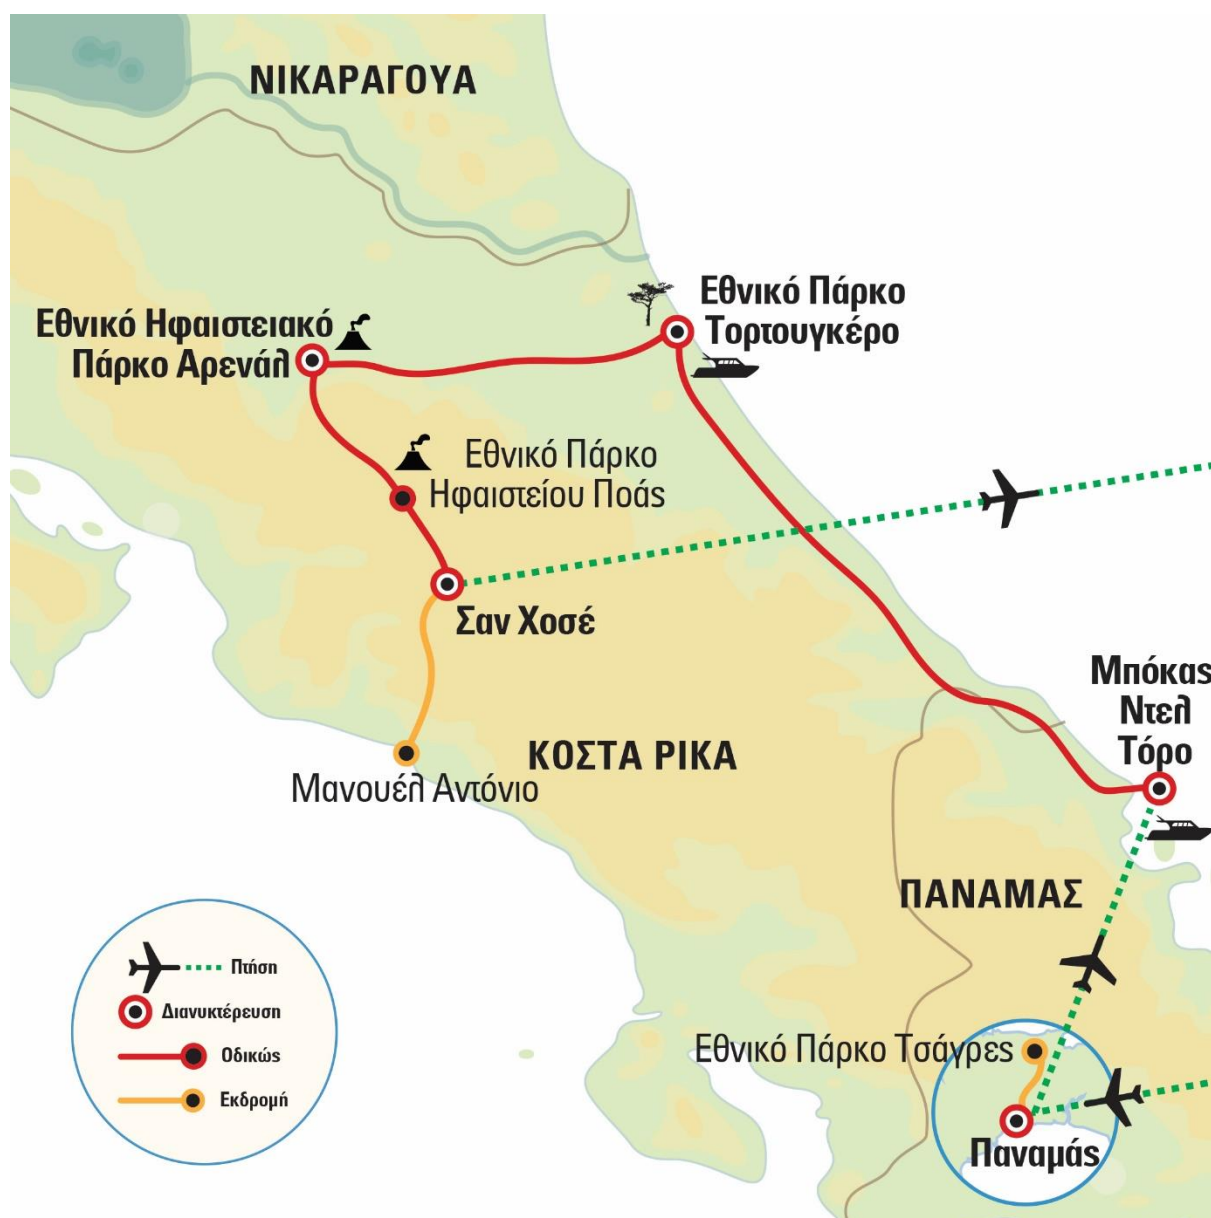 ΝΙΚΑΡΑΓΟΥΑ
Εθνικό Πάρκο
Τορτουγκέρο
Εθνικό Ηφαιστειακό
Πάρκο Αρενάλ
Εθνικό Πάρκο
Ηφαιστείου Ποάς
Σαν Χοσέ
Μπόκας
Ντελ
Τόρο
ΚΟΣΤΑ ΡΙΚΑ
Μανουέλ Αντόνιο
ΠΑΝΑΜΑΣ
Πτήση
Διανυκτέρευση
Οδικώς
Εκδρομή
Εθνικό Πάρκο Τσάγρες
Παναμάς